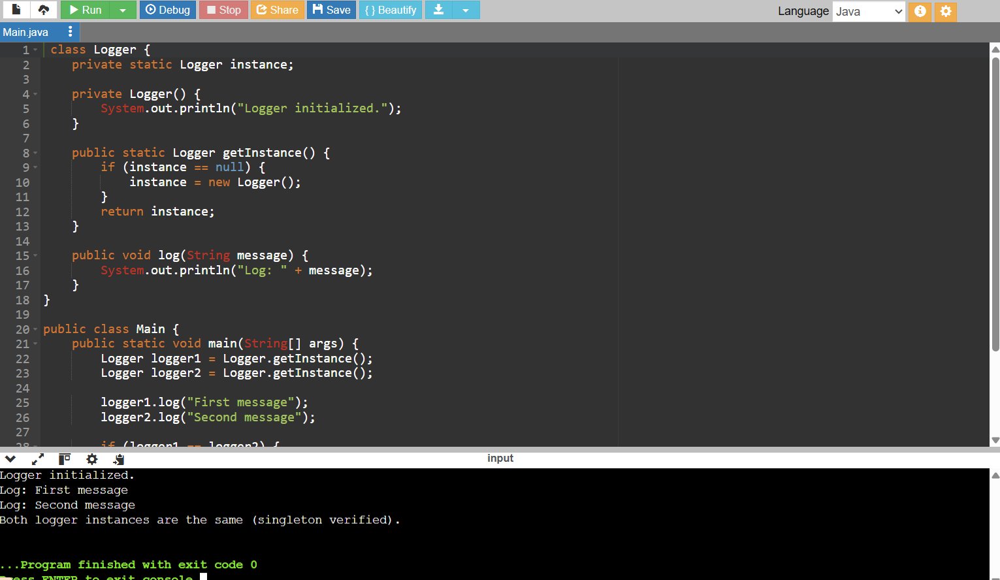 Run Debug Stop Share Save { } Beautify Language Java
Main.java
1 class Logger {
2     private static Logger instance;
3
4     private Logger() {
5         System.out.println("Logger initialized.");
6     }
7
8     public static Logger getInstance() {
9         if (instance == null) {
10             instance = new Logger();
11         }
12         return instance;
13     }
14
15     public void log(String message) {
16         System.out.println("Log: " + message);
17     }
18 }
19
20 public class Main {
21     public static void main(String[] args) {
22         Logger logger1 = Logger.getInstance();
23         Logger logger2 = Logger.getInstance();
24
25         logger1.log("First message");
26         logger2.log("Second message");
27
28         if (logger1 == logger2) {
input
Logger initialized.
Log: First message
Log: Second message
Both logger instances are the same (singleton verified).
...Program finished with exit code 0
Press ENTER to exit console.